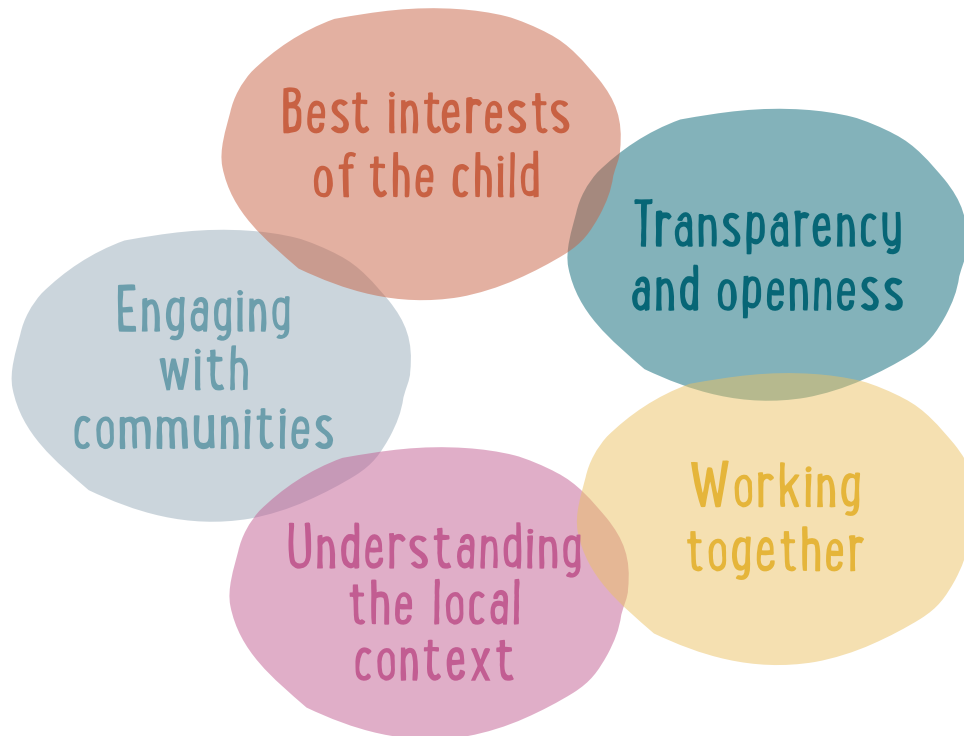 Best interests
of the child
Transparency
and openness
Engaging
with
communities
Working
together
Understanding
the local
context